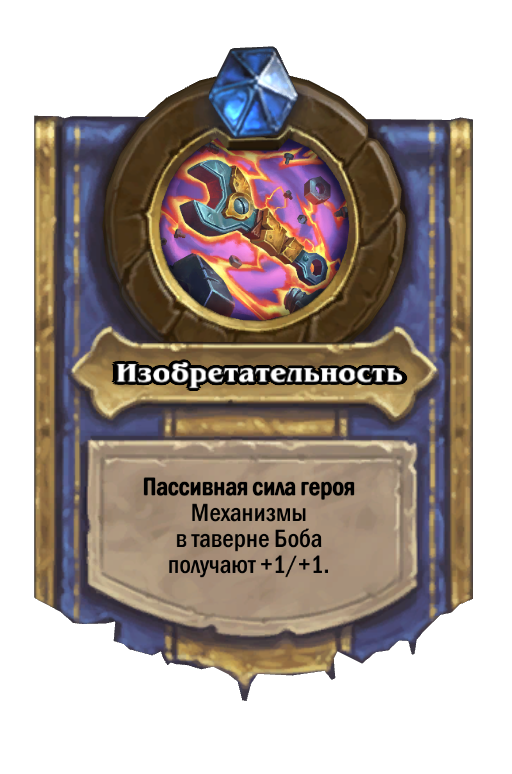 Изобретательность
Пассивная сила героя
Механизмы
в таверне Боба
получают +1/+1.